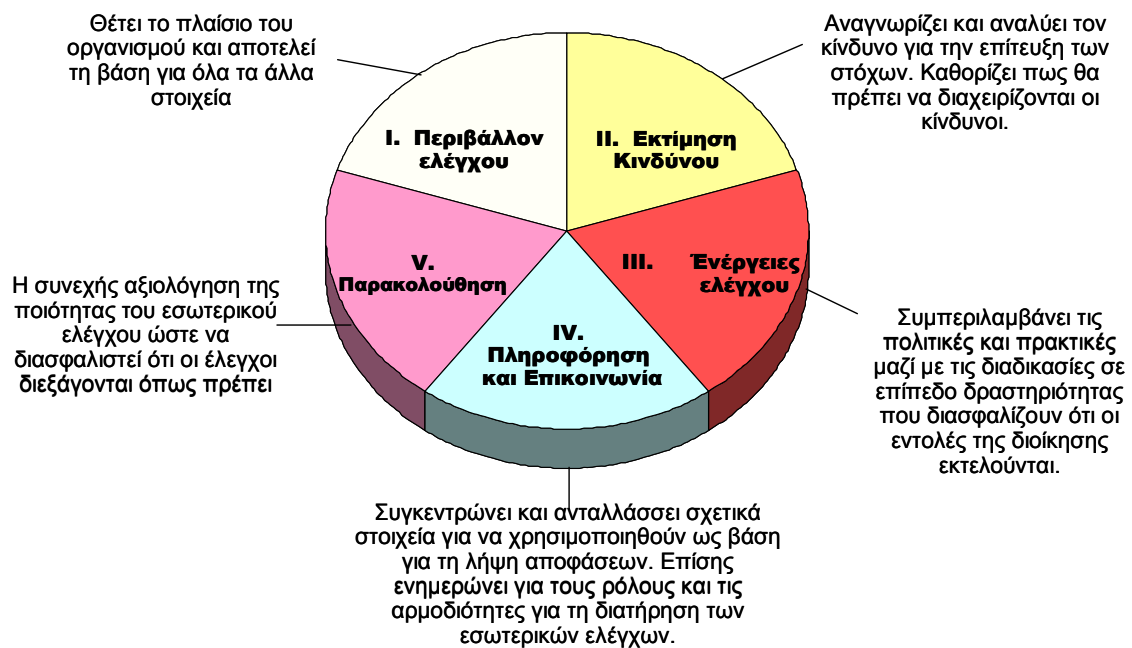 Θέτει το πλαίσιο του
οργανισμού και αποτελεί
τη βάση για όλα τα άλλα
στοιχεία
Αναγνωρίζει και αναλύει τον
κίνδυνο για την επίτευξη των
στόχων. Καθορίζει πως θα
πρέπει να διαχειρίζονται οι
κίνδυνοι.
I. Περιβάλλον
ελέγχου
II. Εκτίμηση
Κινδύνου
III. Ένέργειες
ελέγχου
IV.
Πληροφόρηση
και Επικοινωνία
V.
Παρακολούθηση
Η συνεχής αξιολόγηση της
ποιότητας του εσωτερικού
ελέγχου ώστε να
διασφαλιστεί ότι οι έλεγχοι
διεξάγονται όπως πρέπει
Συμπεριλαμβάνει τις
πολιτικές και πρακτικές
μαζί με τις διαδικασίες σε
επίπεδο δραστηριότητας
που διασφαλίζουν ότι οι
εντολές της διοίκησης
εκτελούνται.
Συγκεντρώνει και ανταλλάσσει σχετικά
στοιχεία για να χρησιμοποιηθούν ως βάση
για τη λήψη αποφάσεων. Επίσης
ενημερώνει για τους ρόλους και τις
αρμοδιότητες για τη διατήρηση των
εσωτερικών ελέγχων.